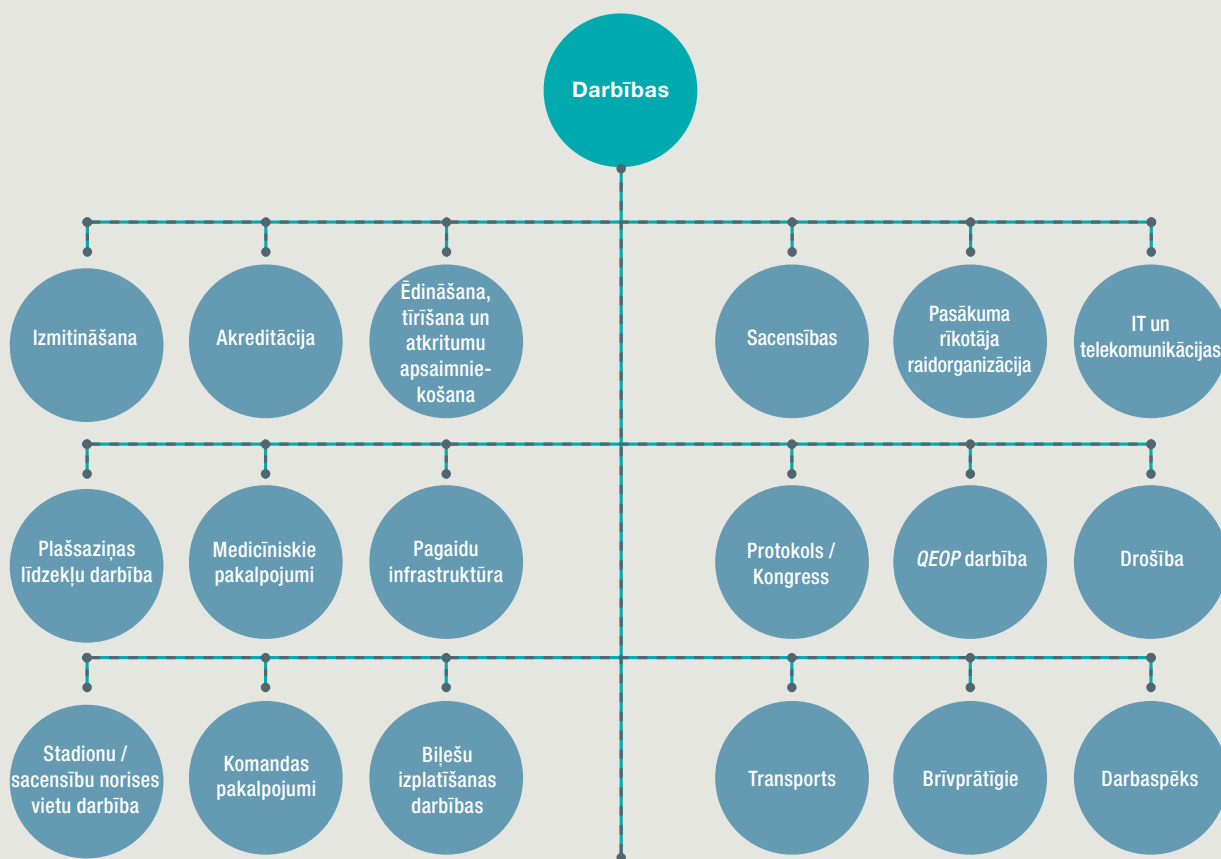 Darbības
Izmitināšana
Akreditācija
Ēdināšana,
tīrīšana un
atkritumu
apsaimnie-
košana
Sacensības
Pasākuma
rīkotāja
raidorganizācija
IT un
telekomunikācijas
Plašsaziņas
līdzekļu darbība
Medicīniskie
pakalpojumi
Pagaidu
infrastruktūra
Protokols /
Kongress
QEOP darbība
Drošība
Stadionu /
sacensību norises
vietu darbība
Komandas
pakalpojumi
Biļešu
izplatīšanas
darbības
Transports
Brīvprātīgie
Darbaspēks